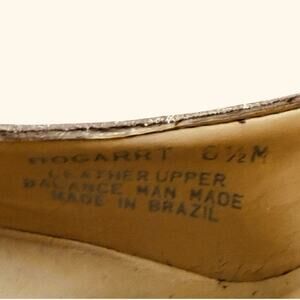 BOGARRT 6½M
LEATHER UPPER
BALANCE MAN MADE
MADE IN BRAZIL